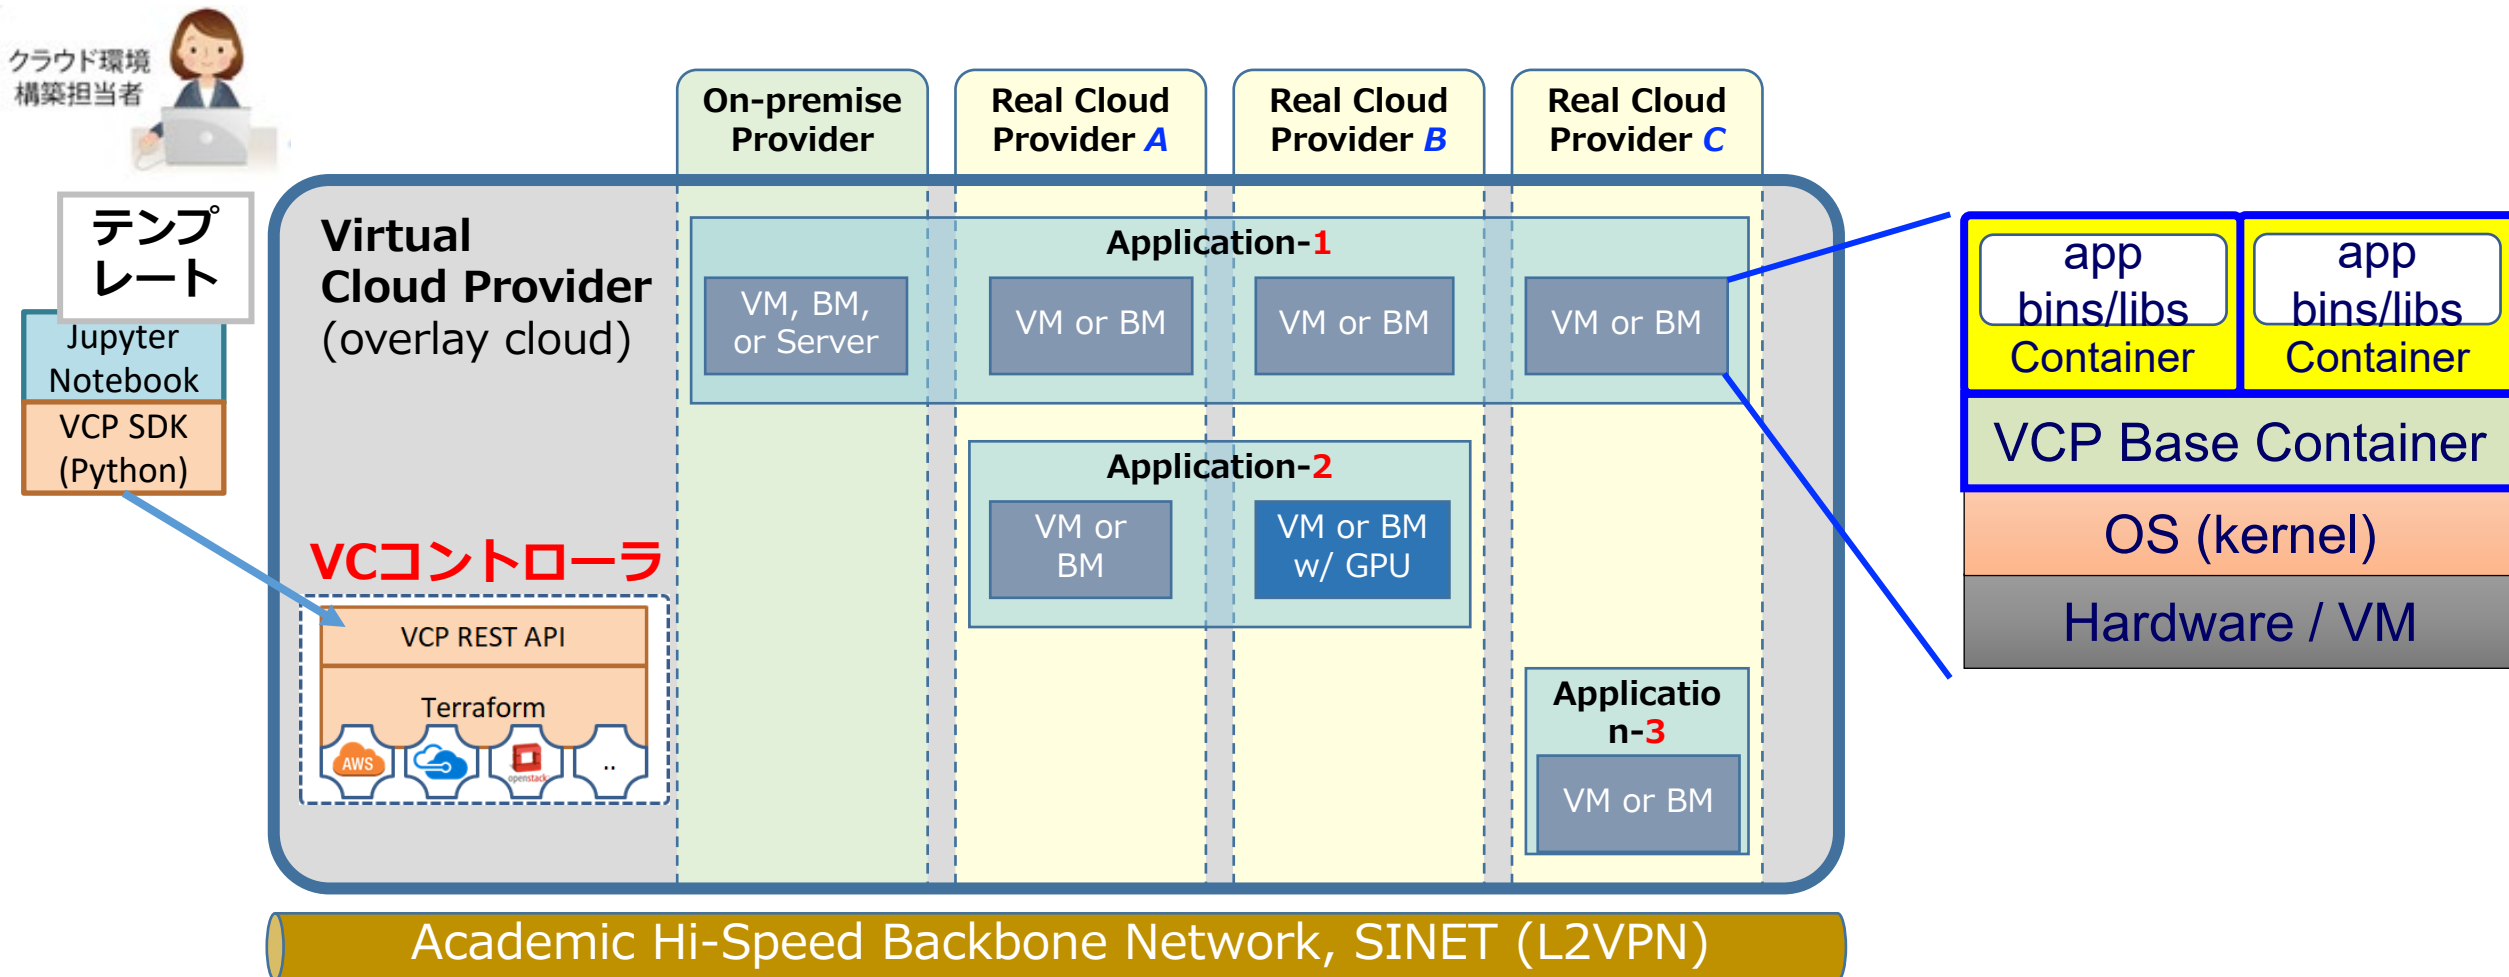 クラウド環境
構築担当者
テンプ
レート
Jupyter
Notebook
VCP SDK
(Python)
On-premise
Provider
Real Cloud
Provider A
Real Cloud
Provider B
Real Cloud
Provider C
Virtual
Cloud Provider
(overlay cloud)
Application-1
VM, BM,
or Server
VM or BM
VM or BM
VM or BM
Application-2
VM or
BM
VM or BM
w/ GPU
Applicatio
n-3
VM or BM
VCコントローラ
VCP REST API
Terraform
AWS
openstack
..
app
bins/libs
Container
app
bins/libs
Container
VCP Base Container
OS (kernel)
Hardware / VM
Academic Hi-Speed Backbone Network, SINET (L2VPN)